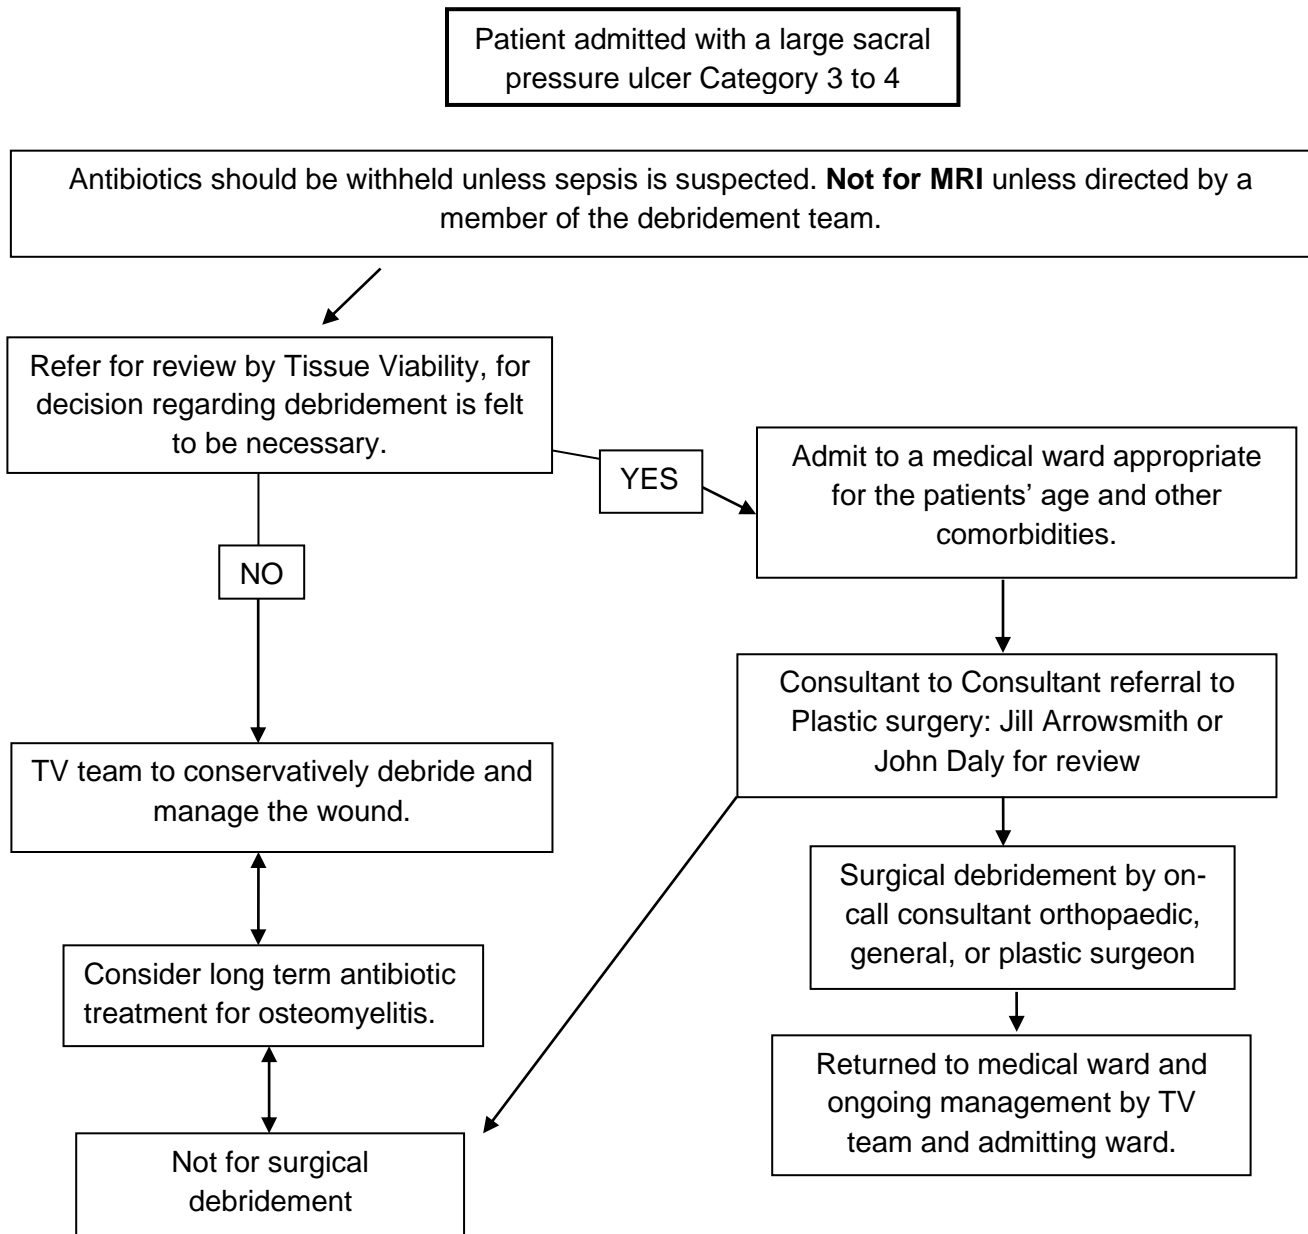 Patient admitted with a large sacral
pressure ulcer Category 3 to 4
Antibiotics should be withheld unless sepsis is suspected. Not for MRI unless directed by a
member of the debridement team.
Refer for review by Tissue Viability, for
decision regarding debridement is felt
to be necessary.
YES
Admit to a medical ward appropriate
for the patients’ age and other
comorbidities.
NO
Consultant to Consultant referral to
Plastic surgery: Jill Arrowsmith or
John Daly for review
TV team to conservatively debride and
manage the wound.
Surgical debridement by on-
call consultant orthopaedic,
general, or plastic surgeon
Consider long term antibiotic
treatment for osteomyelitis.
Returned to medical ward and
ongoing management by TV
team and admitting ward.
Not for surgical
debridement